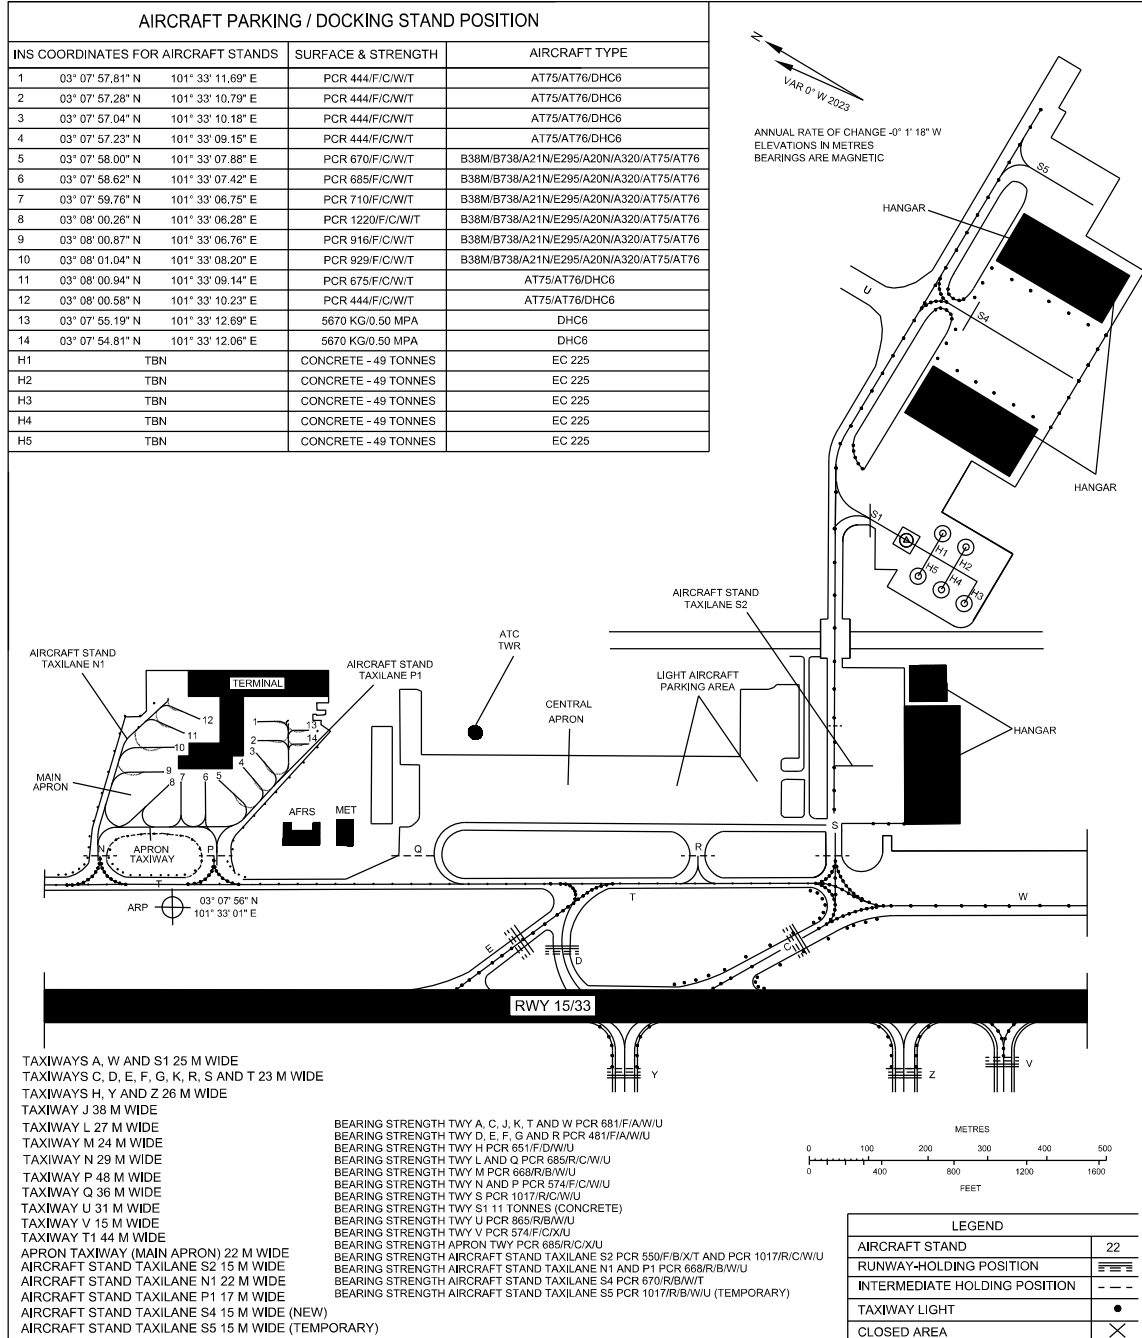 AIRCRAFT PARKING / DOCKING STAND POSITION
INS COORDINATES FOR AIRCRAFT STANDS SURFACE & STRENGTH AIRCRAFT TYPE
1 03° 07' 57.81" N 101° 33' 11.69" E PCR 444/F/C/W/T AT75/AT76/DHC6
2 03° 07' 57.28" N 101° 33' 10.79" E PCR 444/F/C/W/T AT75/AT76/DHC6
3 03° 07' 57.04" N 101° 33' 10.18" E PCR 444/F/C/W/T AT75/AT76/DHC6
4 03° 07' 57.23" N 101° 33' 09.15" E PCR 444/F/C/W/T AT75/AT76/DHC6
5 03° 07' 58.00" N 101° 33' 07.88" E PCR 670/F/C/W/T B38M/B738/A21N/E295/A20N/A320/AT75/AT76
6 03° 07' 58.62" N 101° 33' 07.42" E PCR 685/F/C/W/T B38M/B738/A21N/E295/A20N/A320/AT75/AT76
7 03° 07' 59.76" N 101° 33' 06.75" E PCR 710/F/C/W/T B38M/B738/A21N/E295/A20N/A320/AT75/AT76
8 03° 08' 00.26" N 101° 33' 06.28" E PCR 1220/F/C/W/T B38M/B738/A21N/E295/A20N/A320/AT75/AT76
9 03° 08' 00.87" N 101° 33' 06.76" E PCR 916/F/C/W/T B38M/B738/A21N/E295/A20N/A320/AT75/AT76
10 03° 08' 01.04" N 101° 33' 08.20" E PCR 929/F/C/W/T B38M/B738/A21N/E295/A20N/A320/AT75/AT76
11 03° 08' 00.94" N 101° 33' 09.14" E PCR 675/F/C/W/T AT75/AT76/DHC6
12 03° 08' 00.58" N 101° 33' 10.23" E PCR 444/F/C/W/T AT75/AT76/DHC6
13 03° 07' 55.19" N 101° 33' 12.69" E 5670 KG/0.50 MPA DHC6
14 03° 07' 54.81" N 101° 33' 12.06" E 5670 KG/0.50 MPA DHC6
H1 TBN CONCRETE - 49 TONNES EC 225
H2 TBN CONCRETE - 49 TONNES EC 225
H3 TBN CONCRETE - 49 TONNES EC 225
H4 TBN CONCRETE - 49 TONNES EC 225
H5 TBN CONCRETE - 49 TONNES EC 225
N
VAR 0° W 2023
ANNUAL RATE OF CHANGE -0° 1' 18" W
ELEVATIONS IN METRES
BEARINGS ARE MAGNETIC
S5
HANGAR
U
S4
HANGAR
S1
H1
H2
H5
H4
H3
AIRCRAFT STAND
TAXILANE S2
ATC
TWR
AIRCRAFT STAND
TAXILANE N1
AIRCRAFT STAND
TAXILANE P1
TERMINAL
LIGHT AIRCRAFT
PARKING AREA
CENTRAL
APRON
HANGAR
12
11
10
9
8
7
6
5
4
3
2
1
13
14
MAIN
APRON
AFRS
MET
APRON
TAXIWAY
N
P
Q
R
S
T
T
W
ARP
03° 07' 56" N
101° 33' 01" E
E
D
C
RWY 15/33
Y
Z
V
TAXIWAYS A, W AND S1 25 M WIDE
TAXIWAYS C, D, E, F, G, K, R, S AND T 23 M WIDE
TAXIWAYS H, Y AND Z 26 M WIDE
TAXIWAY J 38 M WIDE
TAXIWAY L 27 M WIDE
TAXIWAY M 24 M WIDE
TAXIWAY N 29 M WIDE
TAXIWAY P 48 M WIDE
TAXIWAY Q 36 M WIDE
TAXIWAY U 31 M WIDE
TAXIWAY V 15 M WIDE
TAXIWAY T1 44 M WIDE
APRON TAXIWAY (MAIN APRON) 22 M WIDE
AIRCRAFT STAND TAXILANE S2 15 M WIDE
AIRCRAFT STAND TAXILANE N1 22 M WIDE
AIRCRAFT STAND TAXILANE P1 17 M WIDE
AIRCRAFT STAND TAXILANE S4 15 M WIDE (NEW)
AIRCRAFT STAND TAXILANE S5 15 M WIDE (TEMPORARY)
BEARING STRENGTH TWY A, C, J, K, T AND W PCR 681/F/A/W/U
BEARING STRENGTH TWY D, E, F, G AND R PCR 481/F/A/W/U
BEARING STRENGTH TWY H PCR 651/F/D/W/U
BEARING STRENGTH TWY L AND Q PCR 685/R/C/W/U
BEARING STRENGTH TWY M PCR 668/R/B/W/U
BEARING STRENGTH TWY N AND P PCR 574/F/C/W/U
BEARING STRENGTH TWY S PCR 1017/R/C/W/U
BEARING STRENGTH TWY S1 11 TONNES (CONCRETE)
BEARING STRENGTH TWY U PCR 865/R/B/W/U
BEARING STRENGTH TWY V PCR 574/F/C/X/U
BEARING STRENGTH APRON TWY PCR 685/R/C/X/U
BEARING STRENGTH AIRCRAFT STAND TAXILANE S2 PCR 550/F/B/X/T AND PCR 1017/R/C/W/U
BEARING STRENGTH AIRCRAFT STAND TAXILANE N1 AND P1 PCR 668/R/B/W/U
BEARING STRENGTH AIRCRAFT STAND TAXILANE S4 PCR 670/R/B/W/T
BEARING STRENGTH AIRCRAFT STAND TAXILANE S5 PCR 1017/R/B/W/U (TEMPORARY)
METRES
0 100 200 300 400 500
0 400 800 1200 1600
FEET
LEGEND
AIRCRAFT STAND 22
RUNWAY-HOLDING POSITION
INTERMEDIATE HOLDING POSITION
TAXIWAY LIGHT
CLOSED AREA